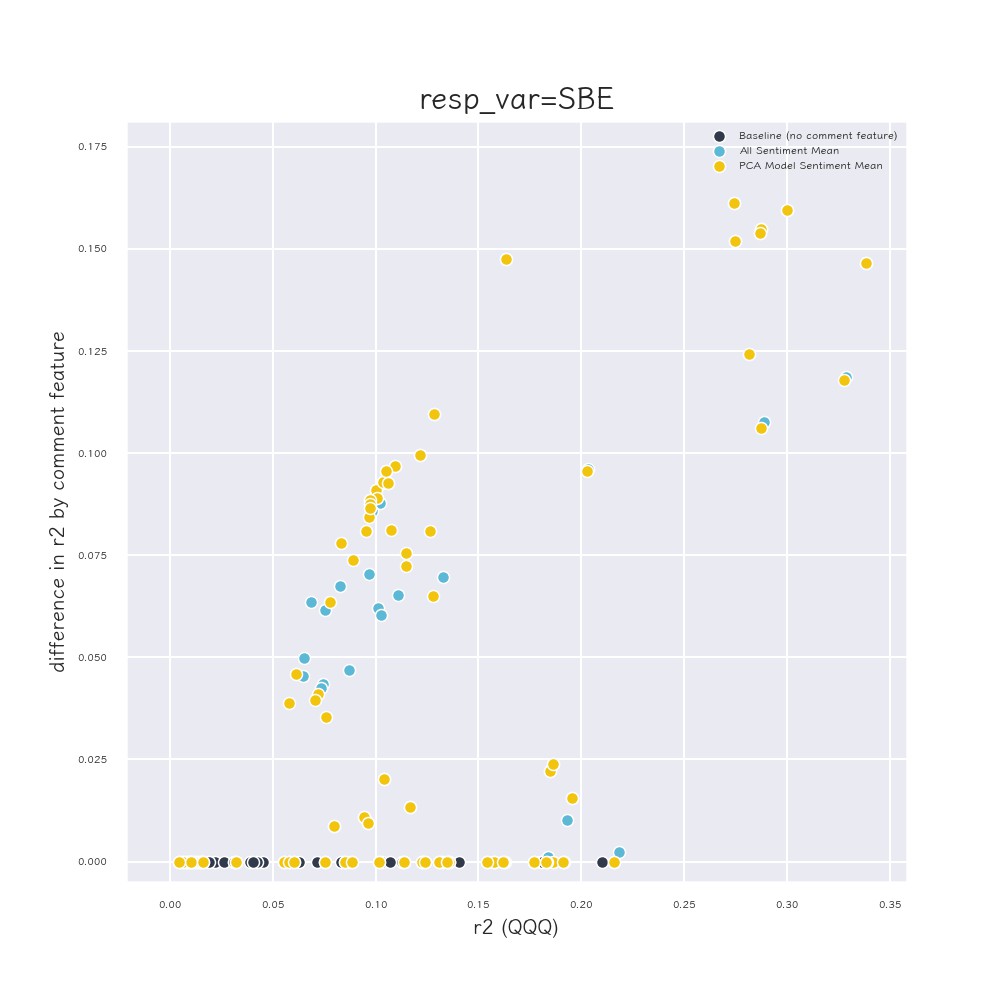 resp_var=SBE
Baseline (no comment feature)
All Sentiment Mean
PCA Model Sentiment Mean
difference in r2 by comment feature
0.175
0.150
0.125
0.100
0.075
0.050
0.025
0.000
0.00 0.05 0.10 0.15 0.20 0.25 0.30 0.35
r2 (QQQ)